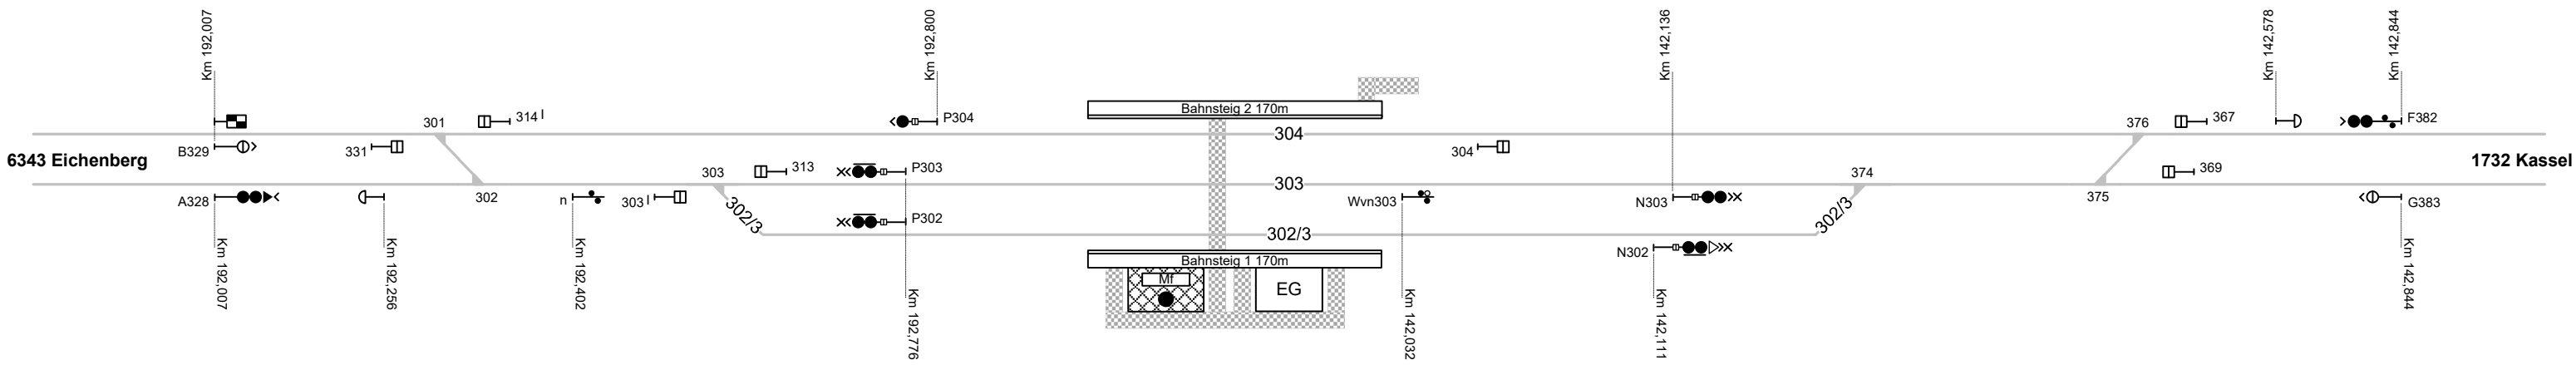 Km 192,007
Km 192,800
Km 142,136
Km 142,578
Km 142,844
301
314 I
P304
Bahnsteig 2 170m
376
367
F382
304
B329
331
304
6343 Eichenberg
1732 Kassel
303
313
P303
374
369
303
A328
302
n
303 I
Wvn303
N303
375
G383
302/3
P302
302/3
302/3
N302
Bahnsteig 1 170m
Mf
EG
Km 192,007
Km 192,256
Km 192,402
Km 192,776
Km 142,032
Km 142,111
Km 142,844